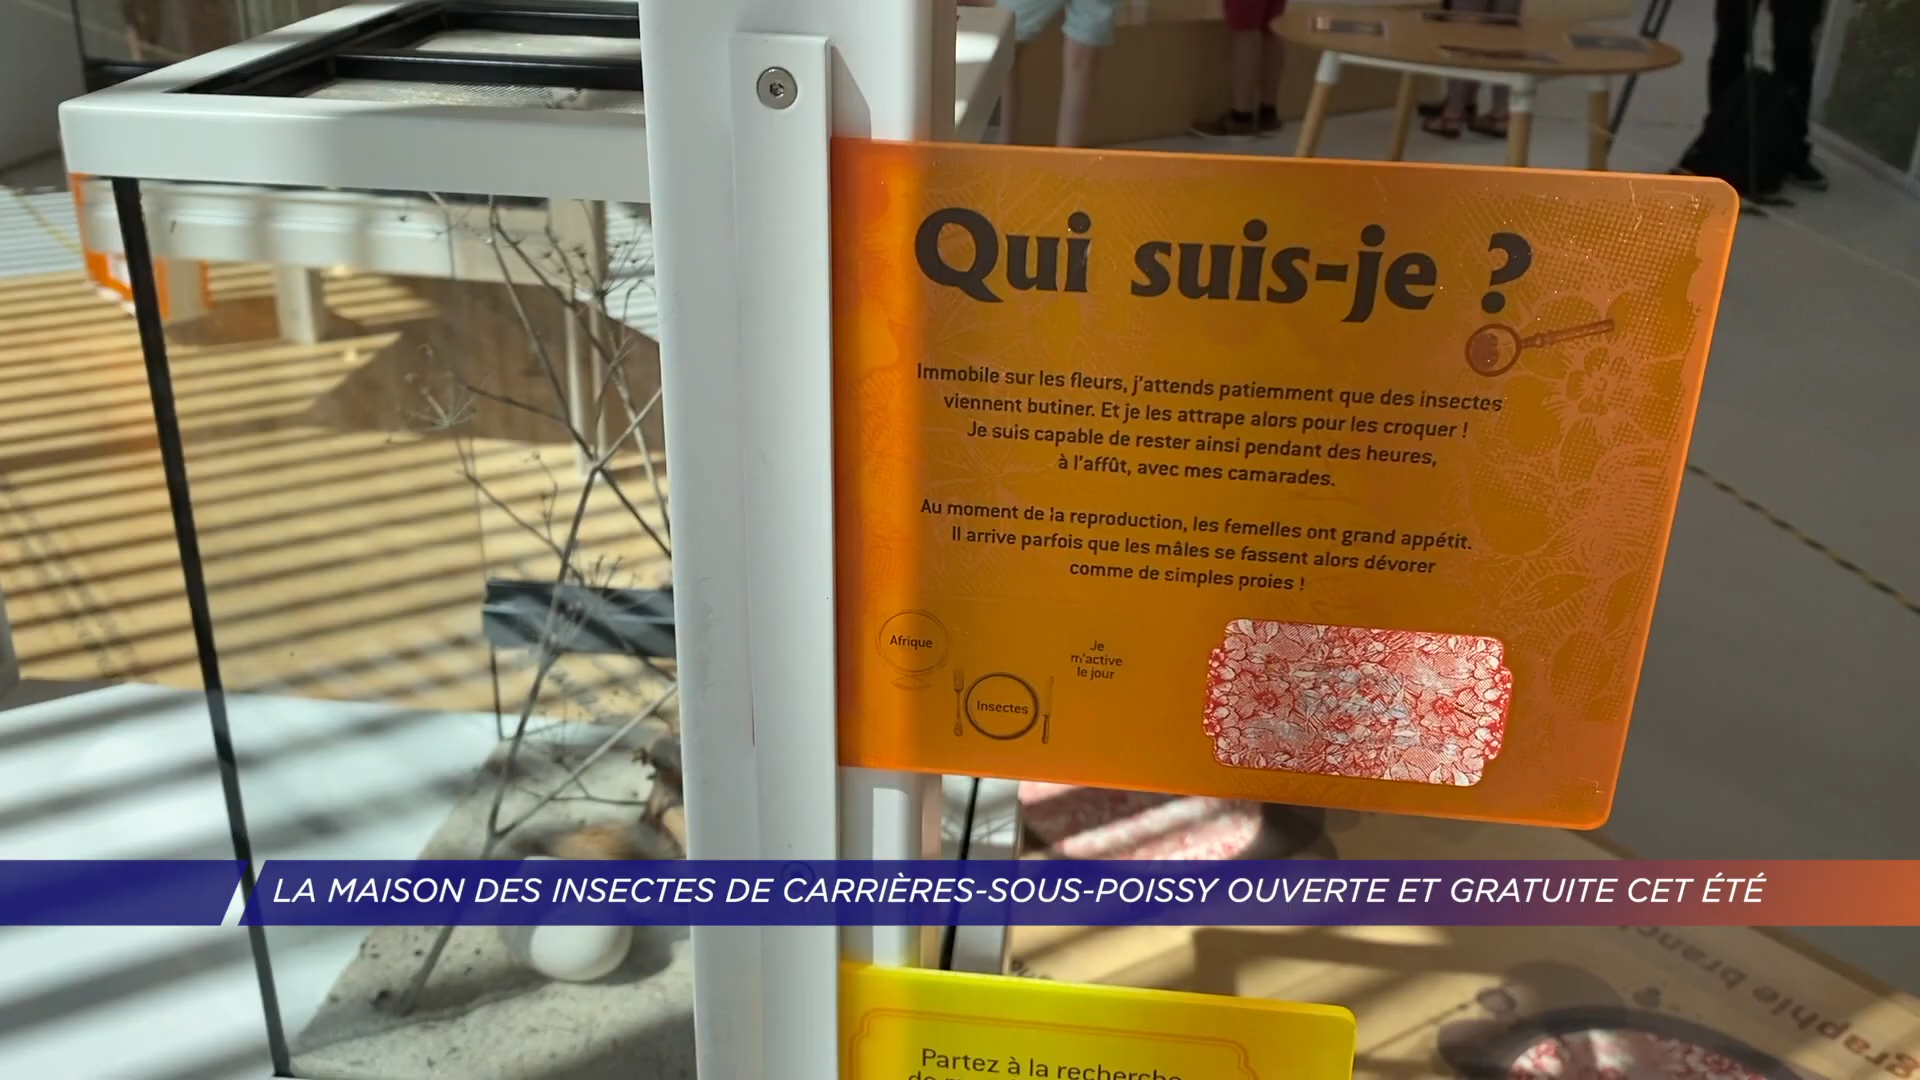 Qui suis-je ?
Immobile sur les fleurs, j'attends patiemment que des insectes
viennent butiner. Et je les attrape alors pour les croquer !
Je suis capable de rester ainsi pendant des heures,
à l'affût, avec mes camarades.
Au moment de la reproduction, les femelles ont grand appétit.
Il arrive parfois que les mâles se fassent alors dévorer
comme de simples proies !
Afrique
Insectes
Je
m'active
le jour
LA MAISON DES INSECTES DE CARRIÈRES-SOUS-POISSY OUVERTE ET GRATUITE CET ÉTÉ
Partez à la recherche